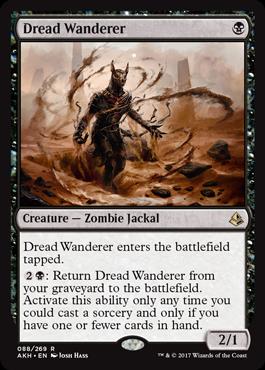 Dread Wanderer
Creature — Zombie Jackal
Dread Wanderer enters the battlefield
tapped.
2: Return Dread Wanderer from
your graveyard to the battlefield.
Activate this ability only any time you
could cast a sorcery and only if you
have one or fewer cards in hand.
2/1
088/269 R
AKH • EN Josh Hass
™ & © 2017 Wizards of the Coast